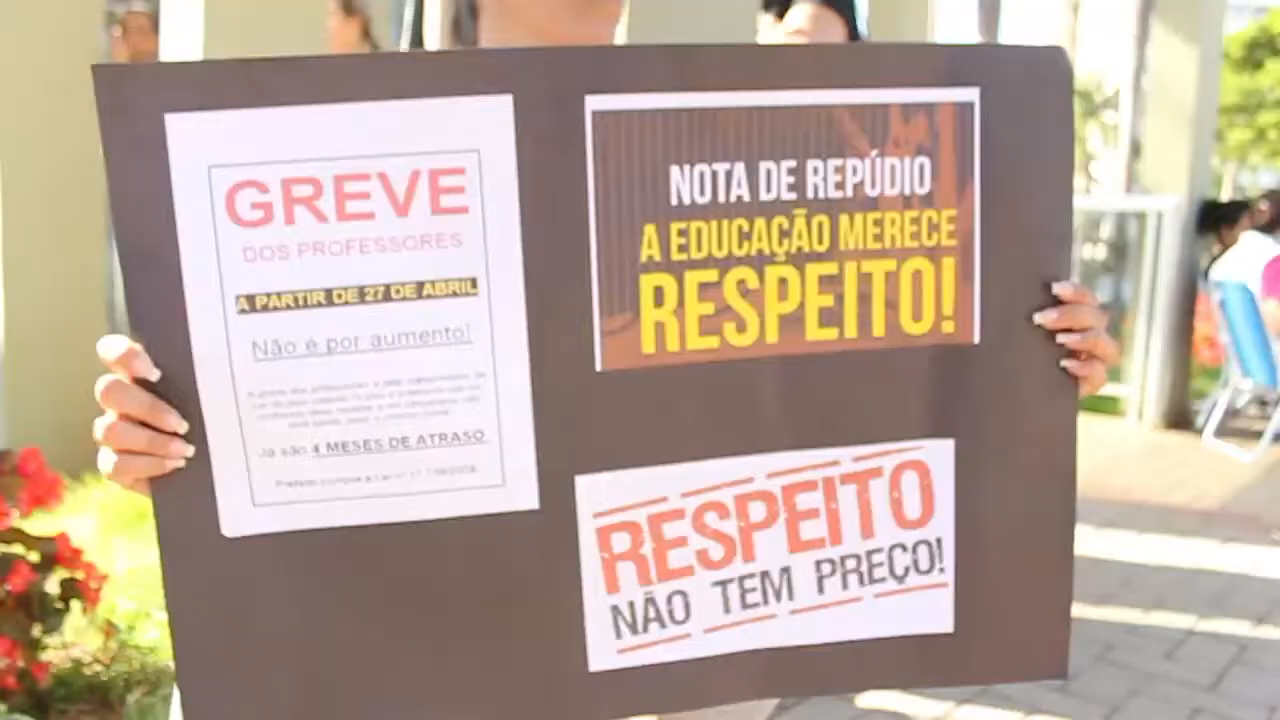 GREVE
DOS PROFESSORES
A PARTIR DE 27 DE ABRIL
Não é por aumento!
Já são 4 MESES DE ATRASO
NOTA DE REPÚDIO
A EDUCAÇÃO MERECE
RESPEITO!
RESPEITO
NÃO TEM PREÇO!